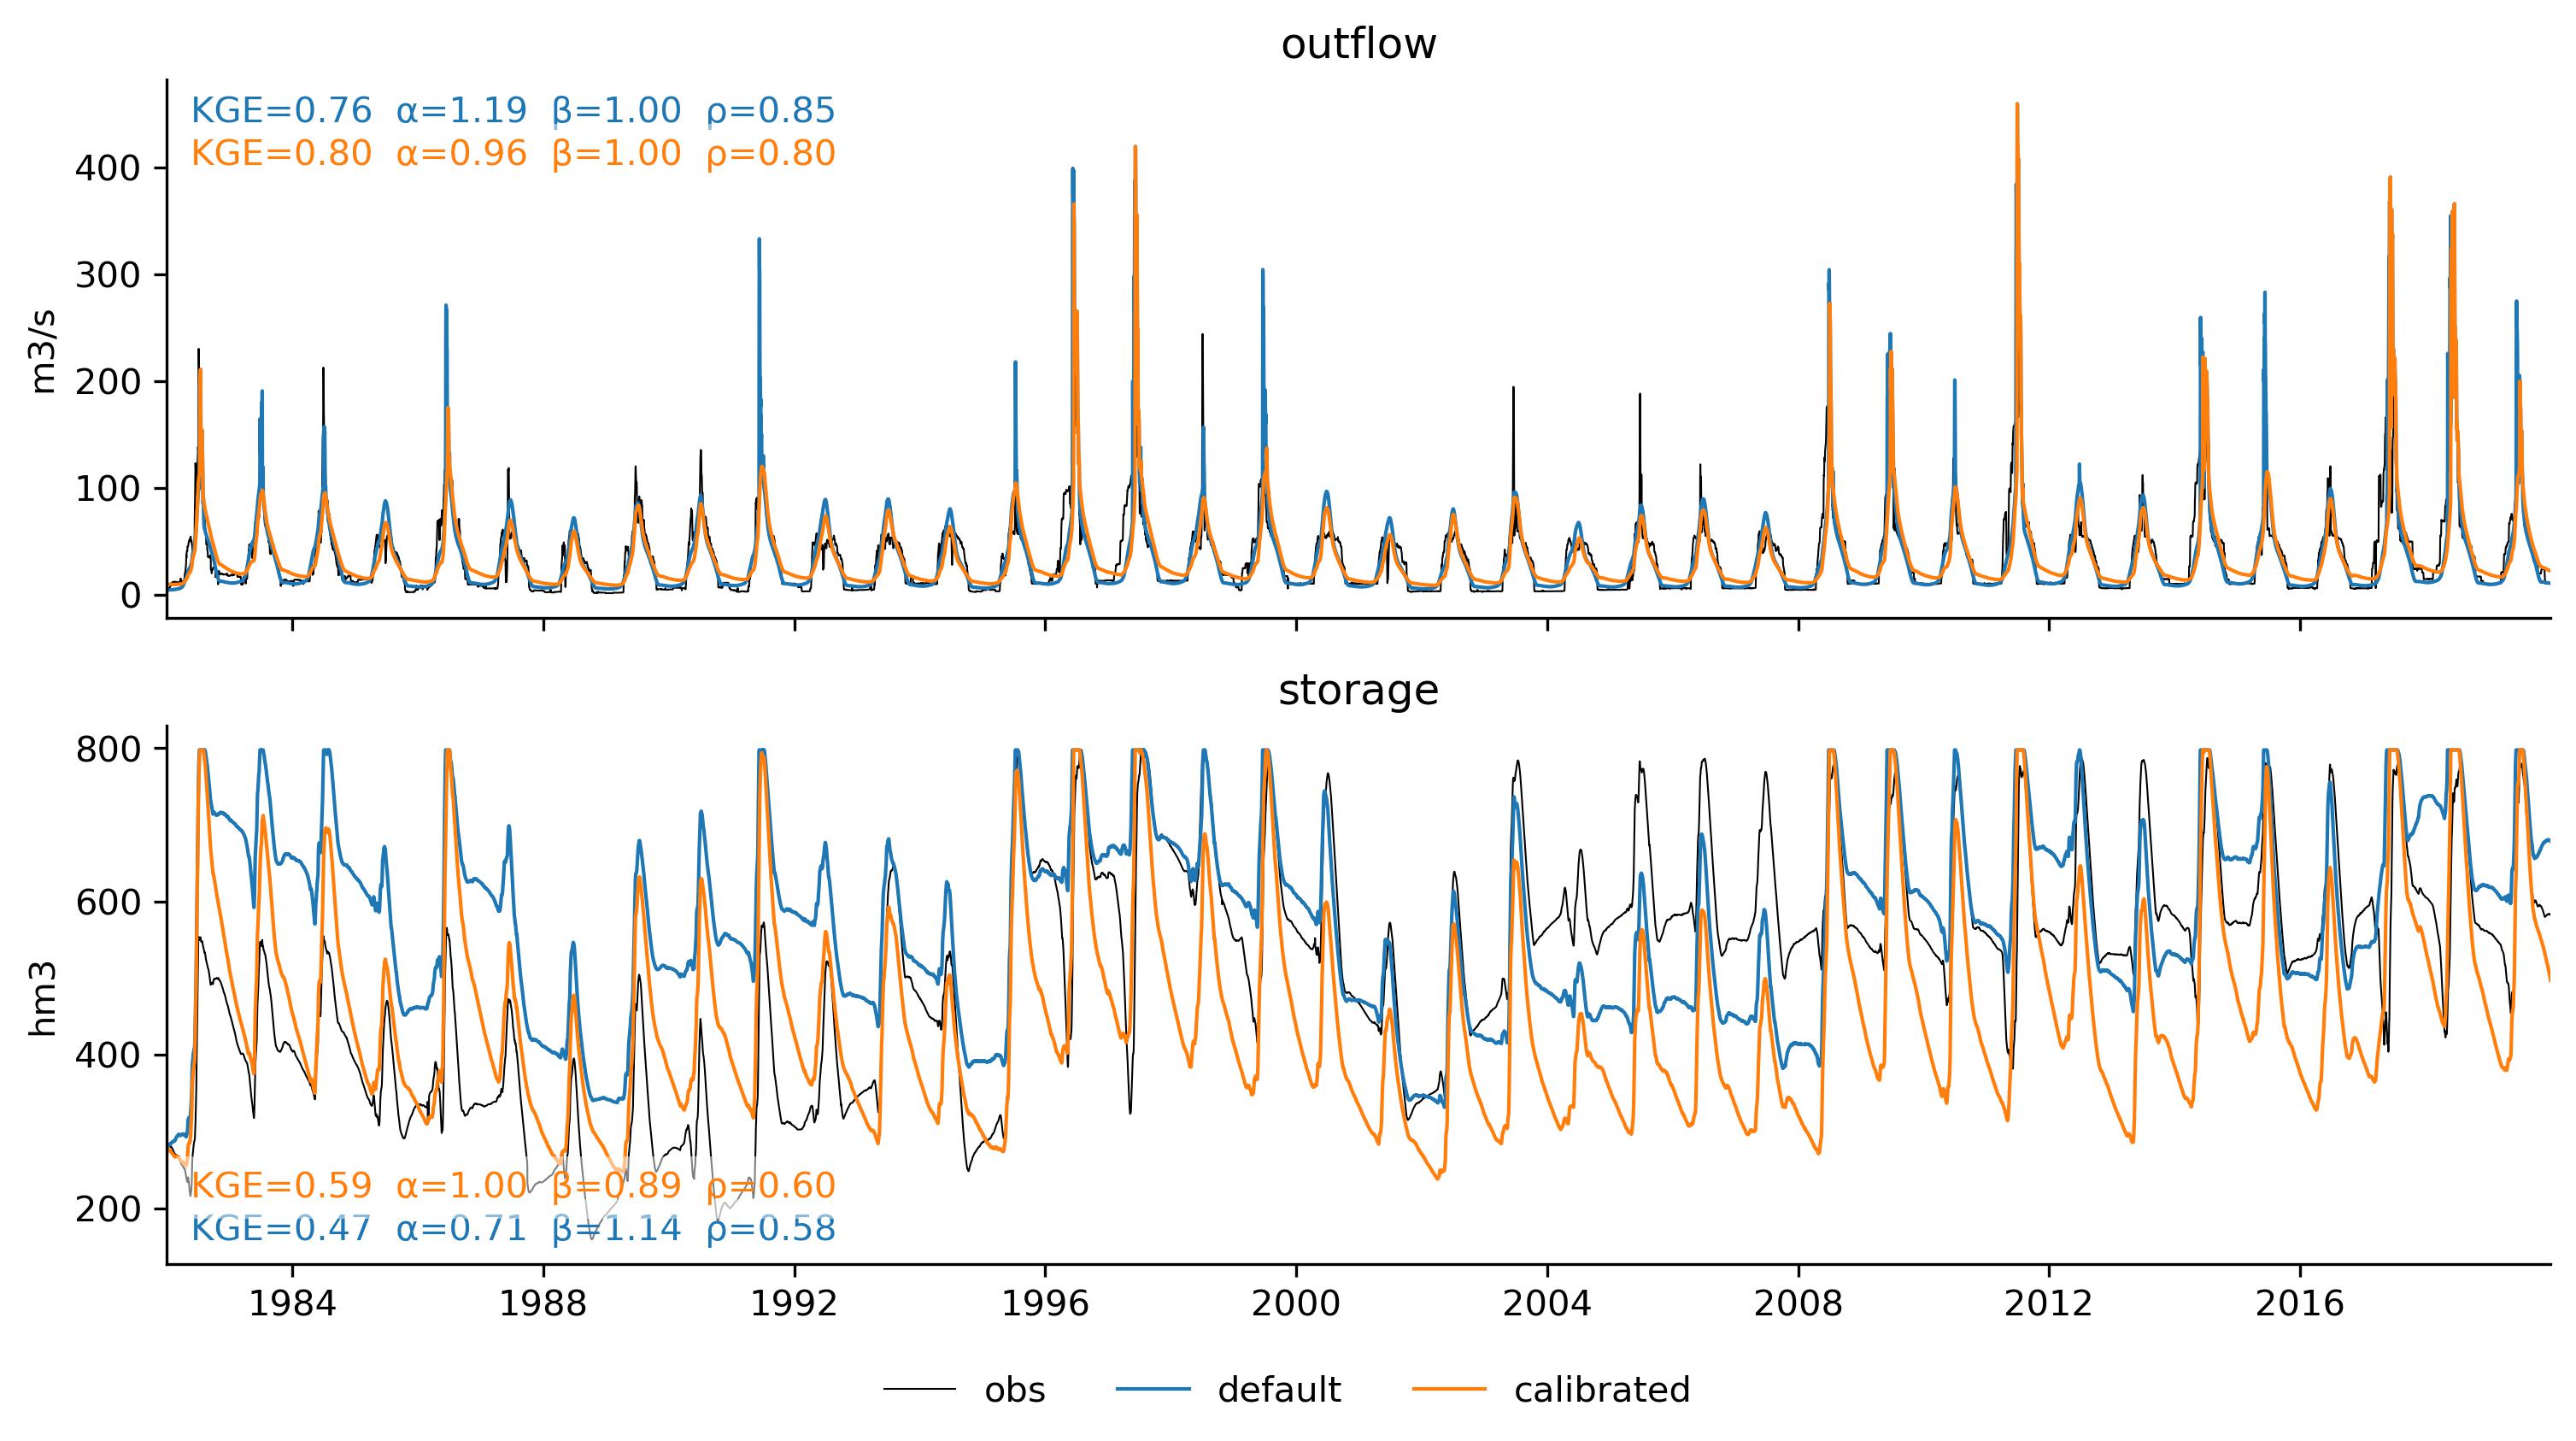 outflow
KGE=0.76 α=1.19 β=1.00 ρ=0.85
KGE=0.80 α=0.96 β=1.00 ρ=0.80
400
300
200
100
0
m3/s
storage
800
600
400
200
hm3
KGE=0.59 α=1.00 β=0.89 ρ=0.60
KGE=0.47 α=0.71 β=1.14 ρ=0.58
1984 1988 1992 1996 2000 2004 2008 2012 2016
obs default calibrated